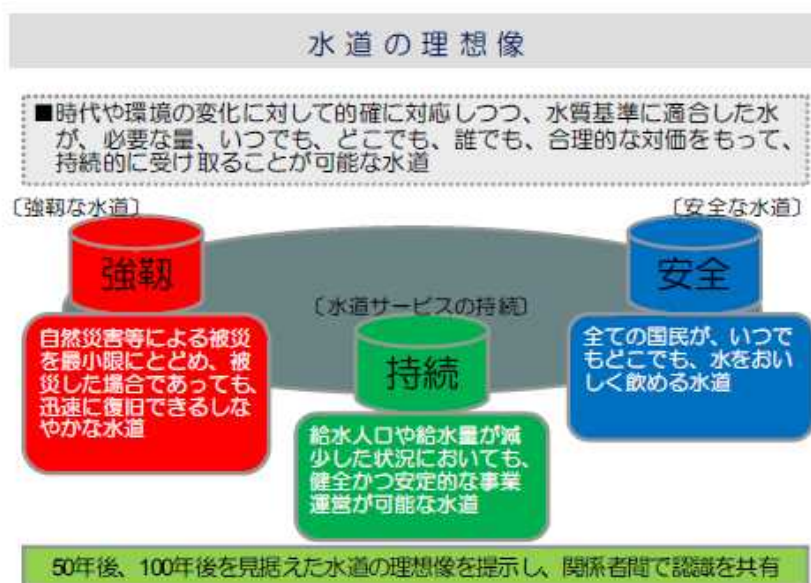 水道の理想像
■時代や環境の変化に対して的確に対応しつつ、水質基準に適合した水
が、必要な量、いつでも、どこでも、誰でも、合理的な対価をもって、
持続的に受け取ることが可能な水道
〔強靱な水道〕
〔安全な水道〕
強靱
安全
〔水道サービスの持続〕
自然災害等による被災
を最小限にとどめ、被
災した場合であっても、
迅速に復旧できるしな
やかな水道
持続
全ての国民が、いつで
もどこでも、水をおい
しく飲める水道
給水人口や給水量が減
少した状況においても、
健全かつ安定的な事業
運営が可能な水道
50年後、100年後を見据えた水道の理想像を提示し、関係者間で認識を共有